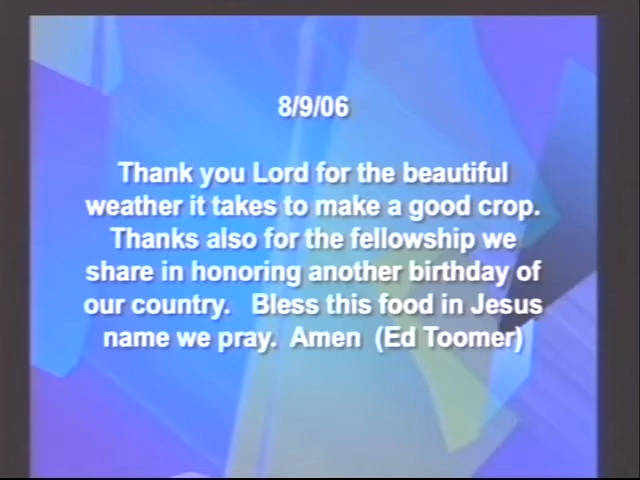 8/9/06
Thank you Lord for the beautiful
weather it takes to make a good crop.
Thanks also for the fellowship we
share in honoring another birthday of
our country.   Bless this food in Jesus
name we pray.  Amen  (Ed Toomer)